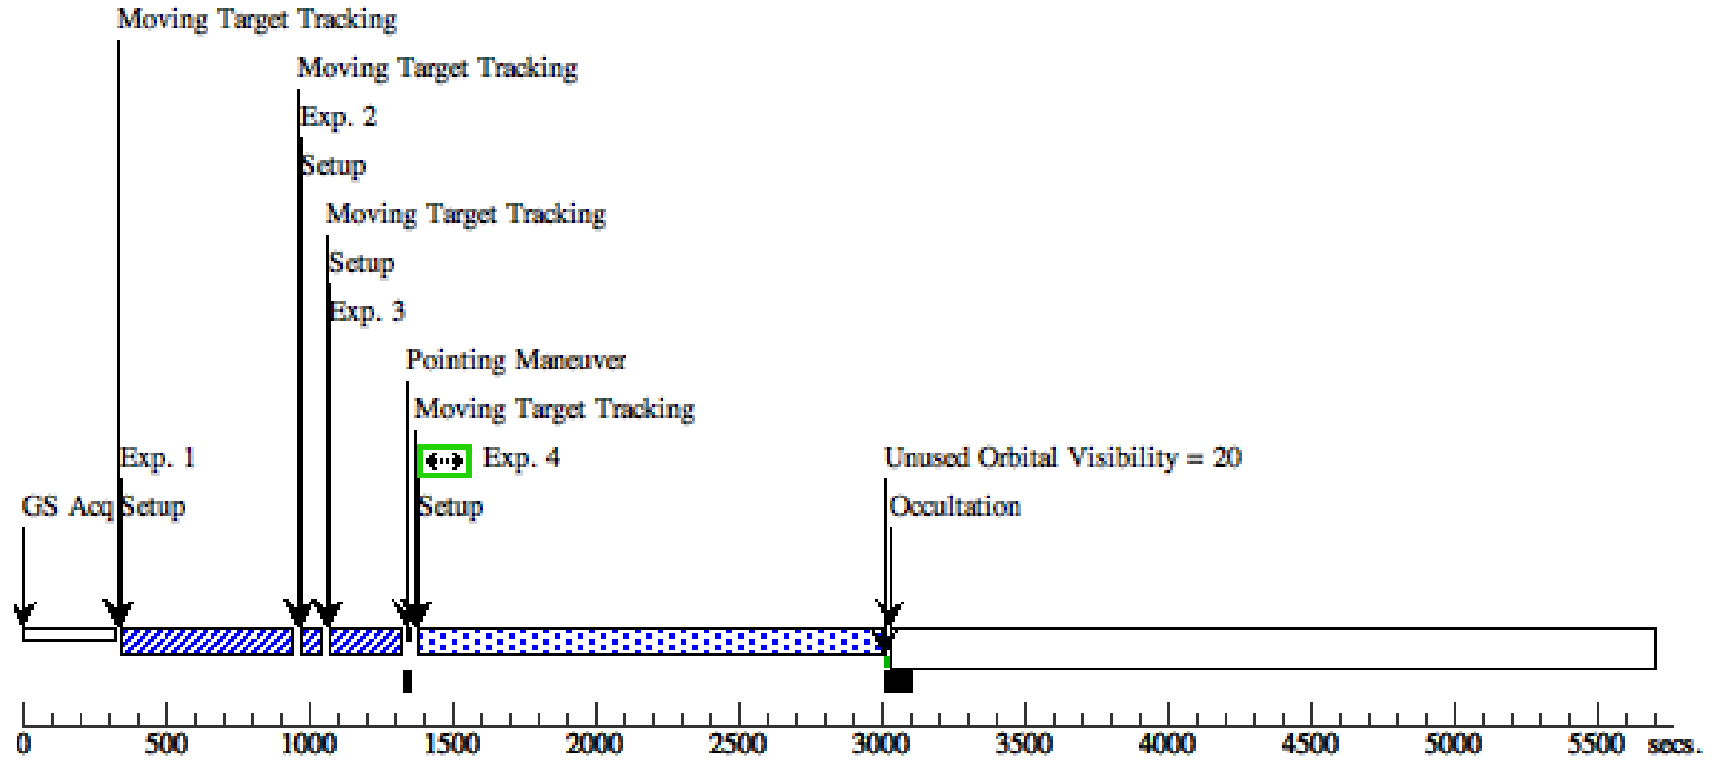 Moving Target Tracking
Moving Target Tracking
Exp. 2
Setup
Moving Target Tracking
Setup
Exp. 3
Pointing Maneuver
Moving Target Tracking
Exp. 1
Exp. 4
Unused Orbital Visibility = 20
GS Acq
Setup
Setup
Occultation
0 500 1000 1500 2000 2500 3000 3500 4000 4500 5000 5500 secs.